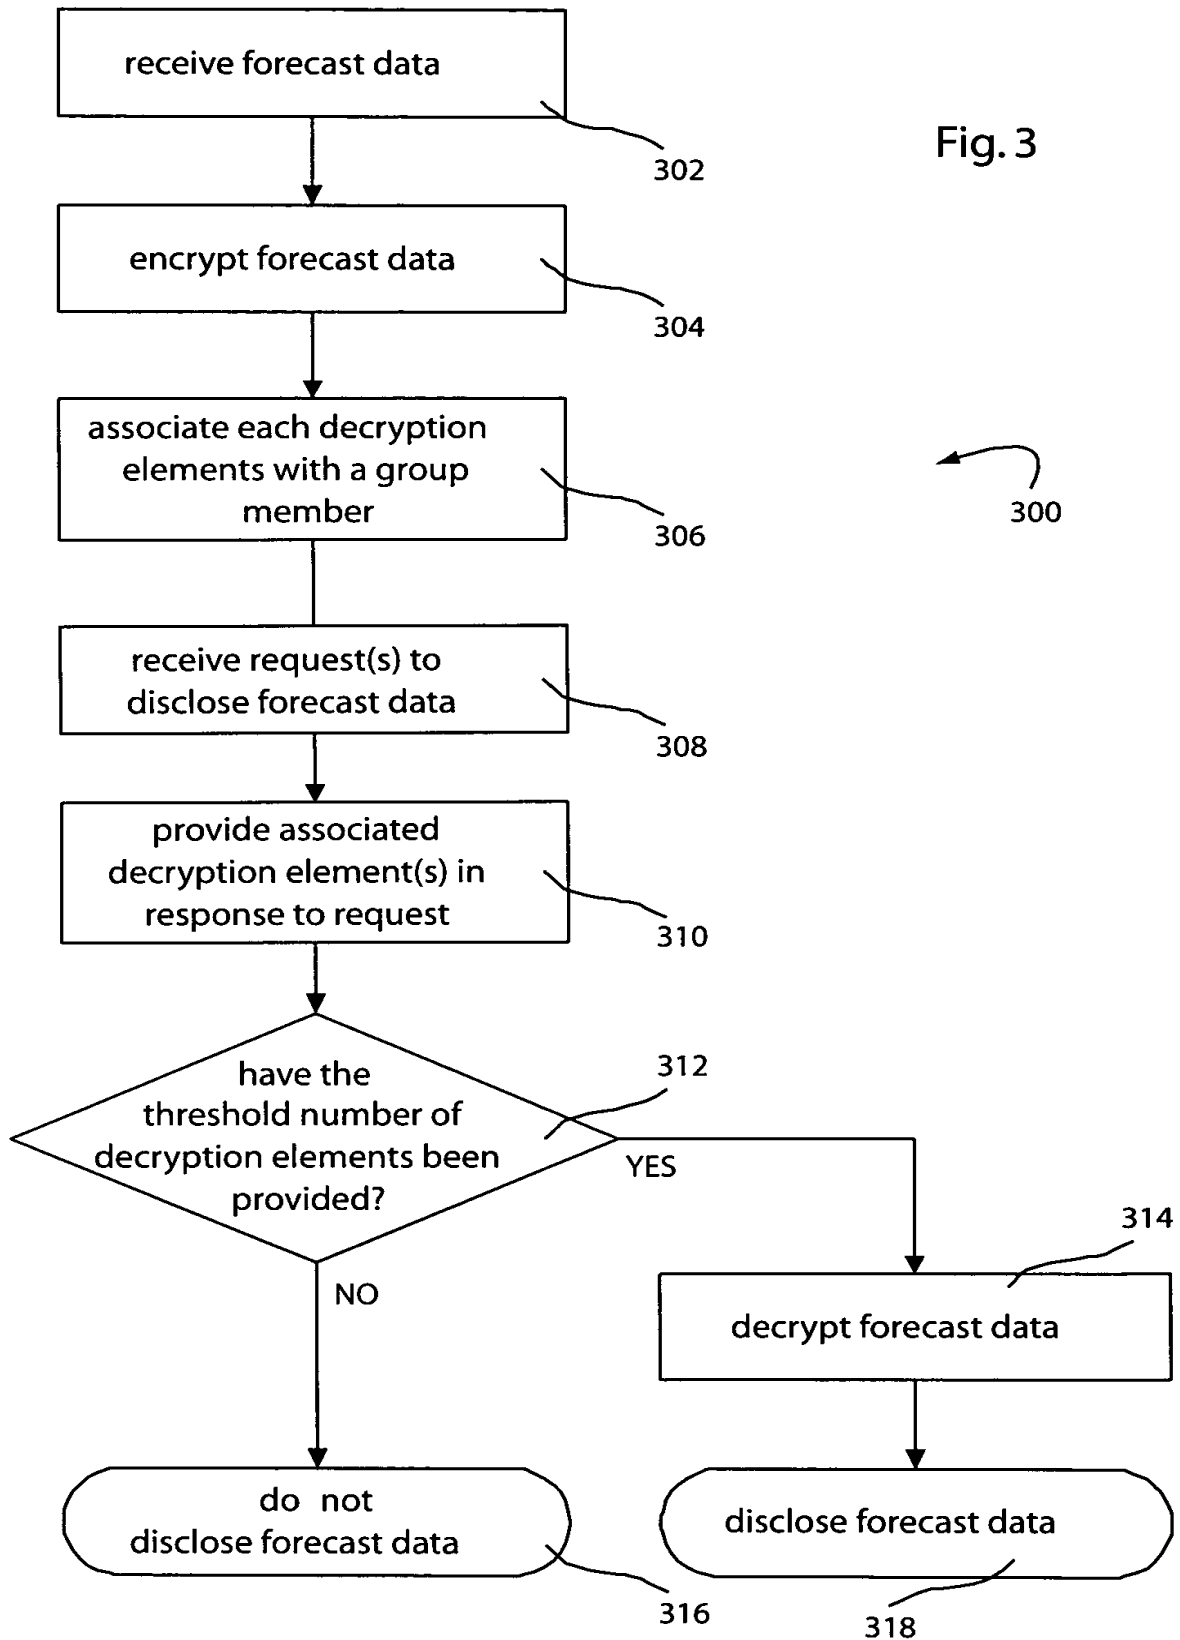 receive forecast data
302
Fig. 3
encrypt forecast data
304
associate each decryption
elements with a group
member
306
300
receive request(s) to
disclose forecast data
308
provide associated
decryption element(s) in
response to request
310
have the
threshold number of
decryption elements been
provided?
312
YES
NO
314
decrypt forecast data
do not
disclose forecast data
316
disclose forecast data
318